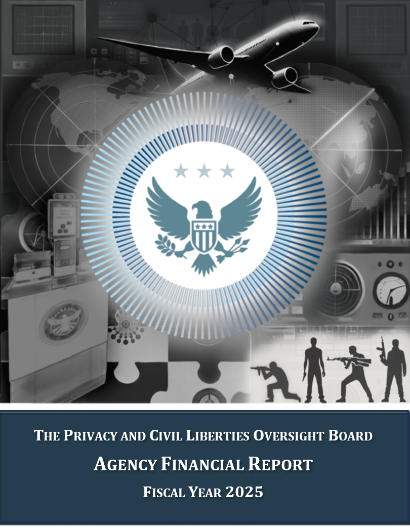 The Privacy and Civil Liberties Oversight Board
Agency Financial Report
Fiscal Year 2025